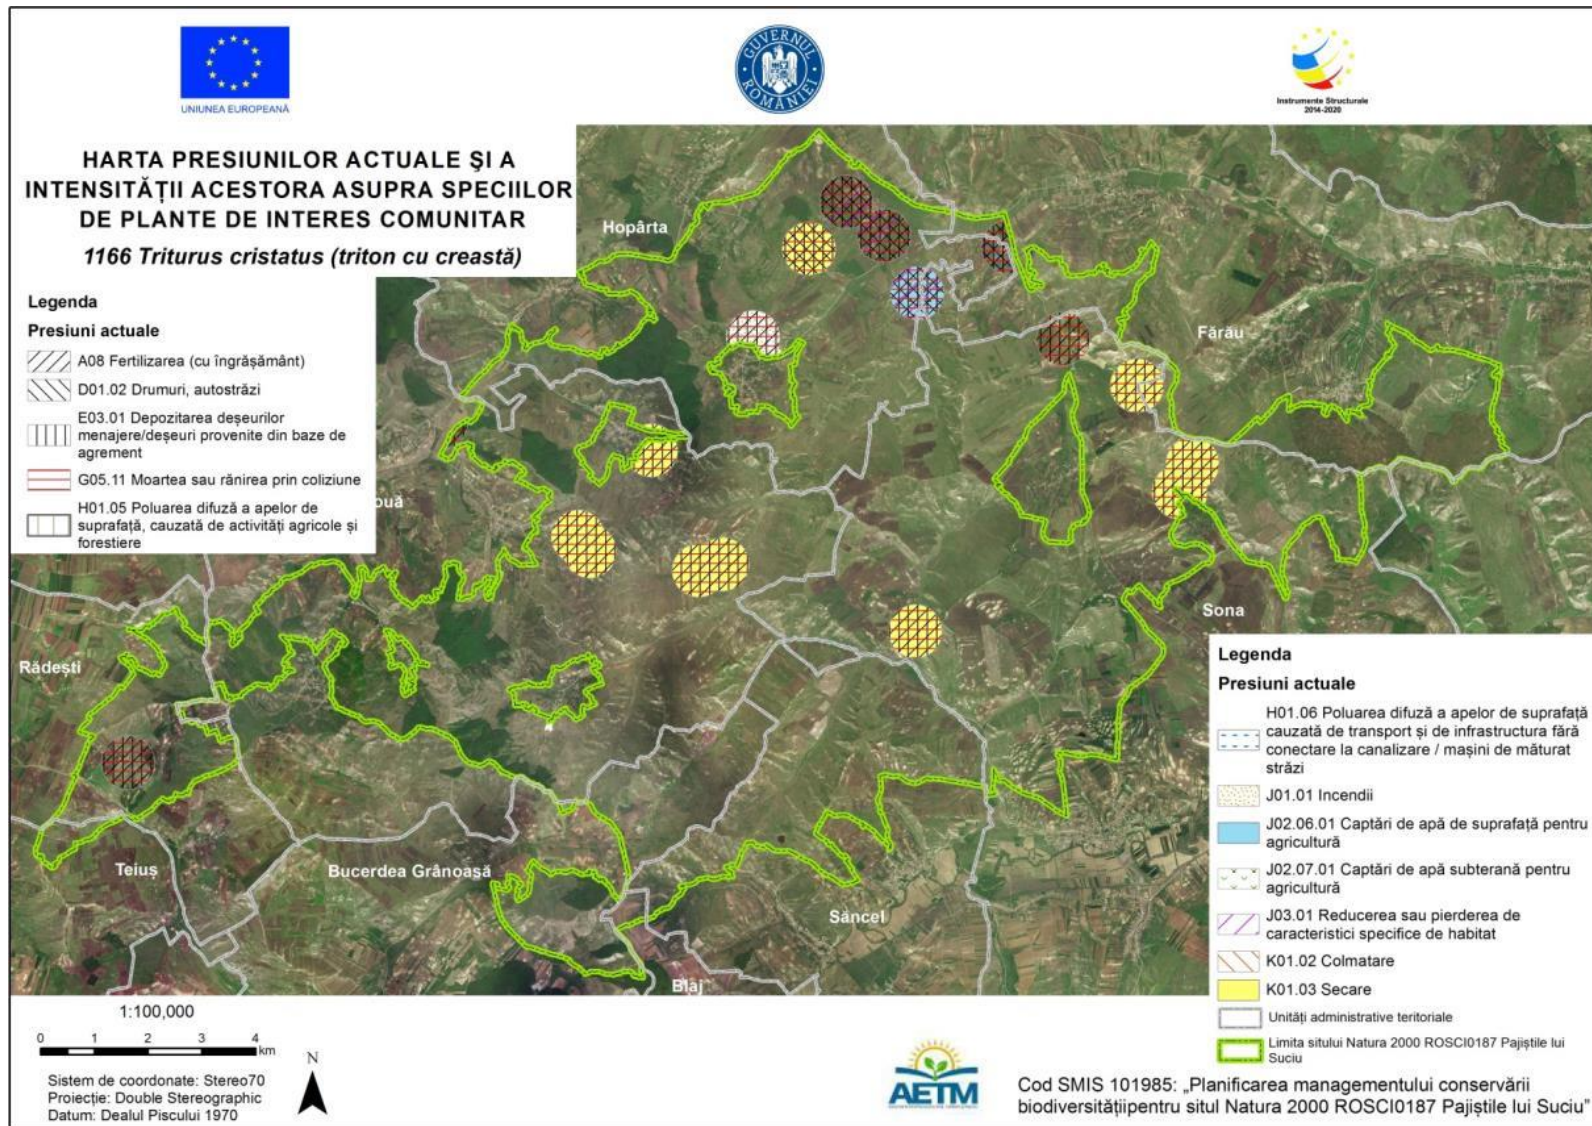 UNIUNEA EUROPEANĂ
GUVERNUL ROMÂNIEI
Instrumente Structurale
2014-2020
HARTA PRESIUNILOR ACTUALE ŞI A
INTENSITĂŢII ACESTORA ASUPRA SPECIILOR
DE PLANTE DE INTERES COMUNITAR
1166 Triturus cristatus (triton cu creastă)
Legenda
Presiuni actuale
A08 Fertilizarea (cu îngrăşământ)
D01.02 Drumuri, autostrăzi
E03.01 Depozitarea deşeurilor
menajere/deşeuri provenite din baze de
agrement
G05.11 Moartea sau rănirea prin coliziune
H01.05 Poluarea difuză a apelor de
suprafaţă, cauzată de activităţi agricole şi
forestiere
Hopârta
Fărău
ouă
Sona
Rădeşti
Teiuş
Bucerdea Grânoasă
Sâncel
Blaj
Legenda
Presiuni actuale
H01.06 Poluarea difuză a apelor de suprafaţă
cauzată de transport şi de infrastructura fără
conectare la canalizare / maşini de măturat
străzi
J01.01 Incendii
J02.06.01 Captări de apă de suprafaţă pentru
agricultură
J02.07.01 Captări de apă subterană pentru
agricultură
J03.01 Reducerea sau pierderea de
caracteristici specifice de habitat
K01.02 Colmatare
K01.03 Secare
Unităţi administrative teritoriale
Limita sitului Natura 2000 ROSCI0187 Pajiştile lui
Suciu
1:100,000
0 1 2 3 4
km
N
Sistem de coordonate: Stereo70
Proiecţie: Double Stereographic
Datum: Dealul Piscului 1970
AETM
Cod SMIS 101985: „Planificarea managementului conservării
biodiversităţiipentru situl Natura 2000 ROSCI0187 Pajiştile lui Suciu”